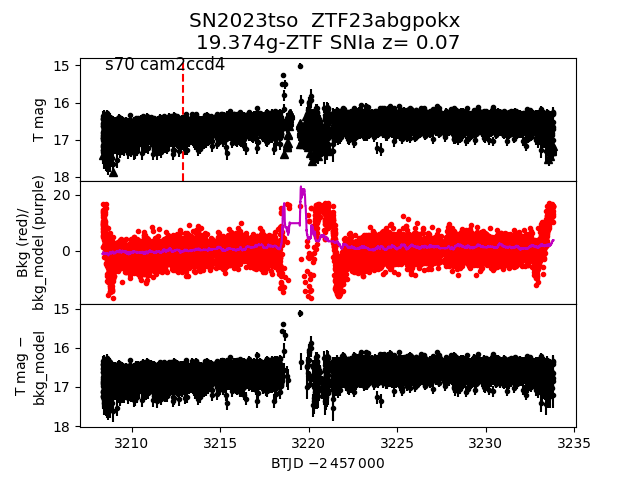 SN2023tso  ZTF23abgpokx
19.374g-ZTF SNIa z= 0.07
s70 cam2ccd4
T mag
15
16
17
18
Bkg (red)/
bkg_model (purple)
20
0
T mag −
bkg_model
15
16
17
18
3210 3215 3220 3225 3230 3235
BTJD −2 457 000